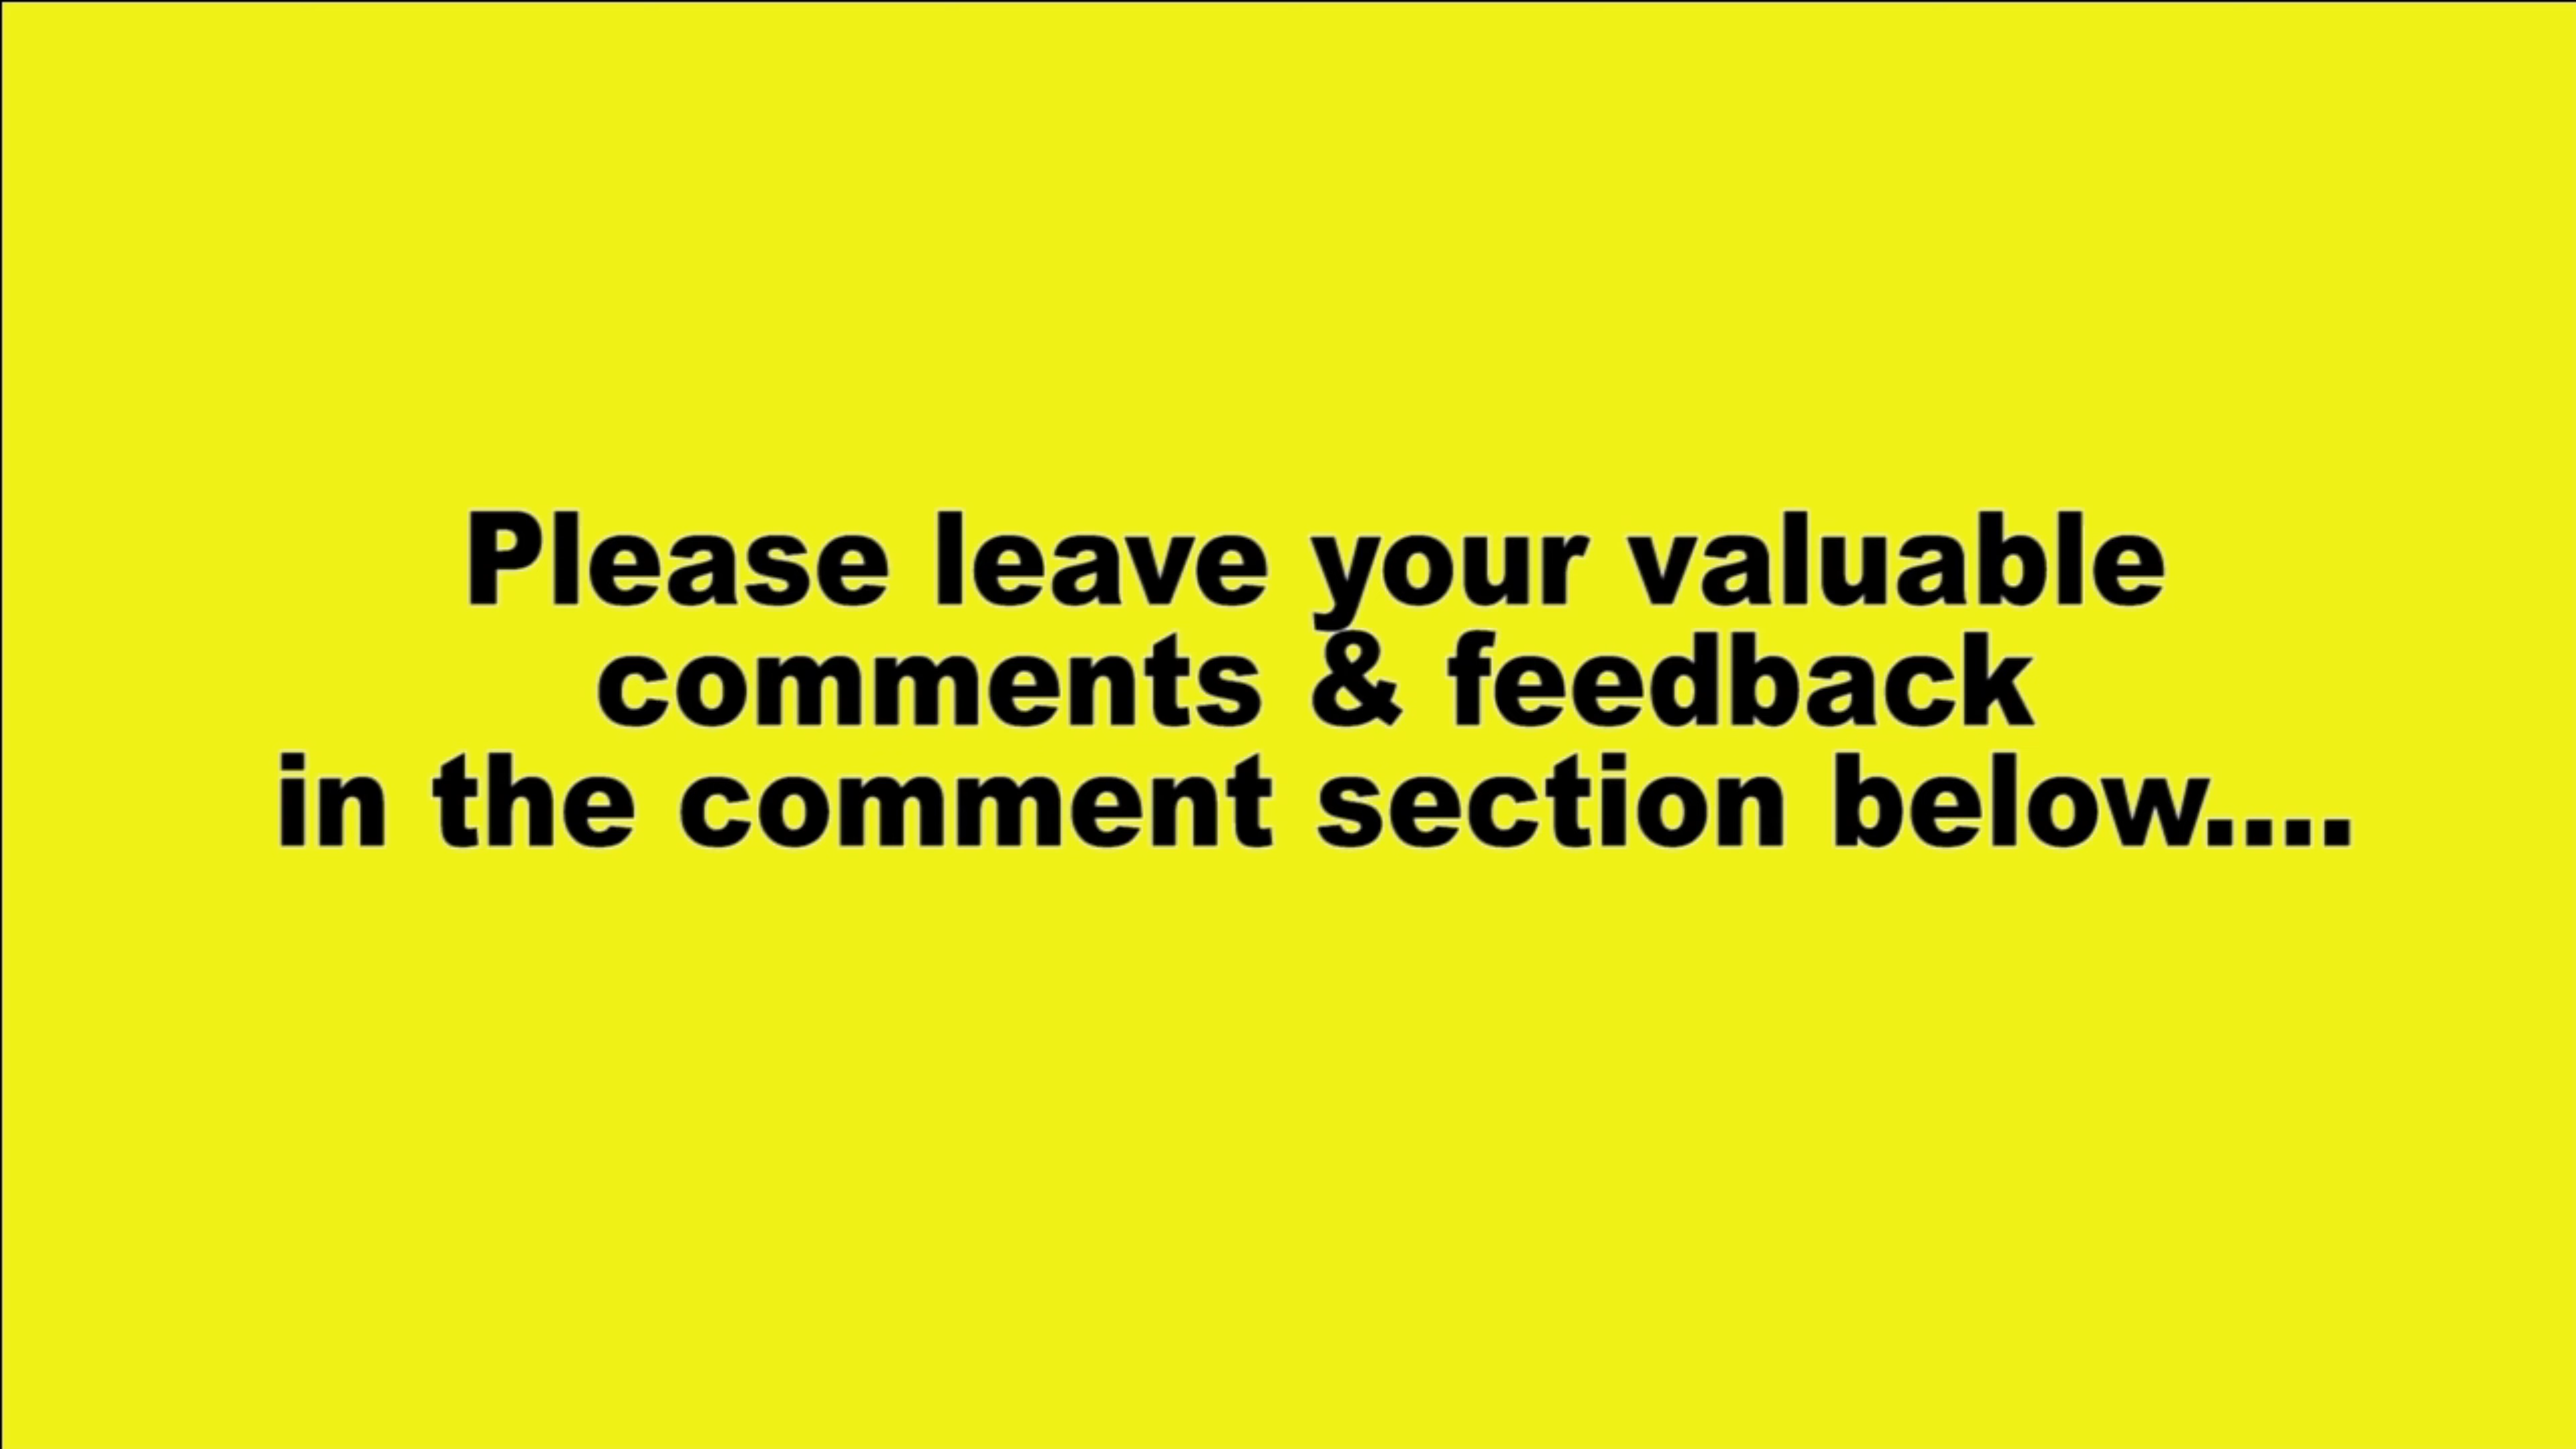 Please leave your valuable
comments & feedback
in the comment section below....